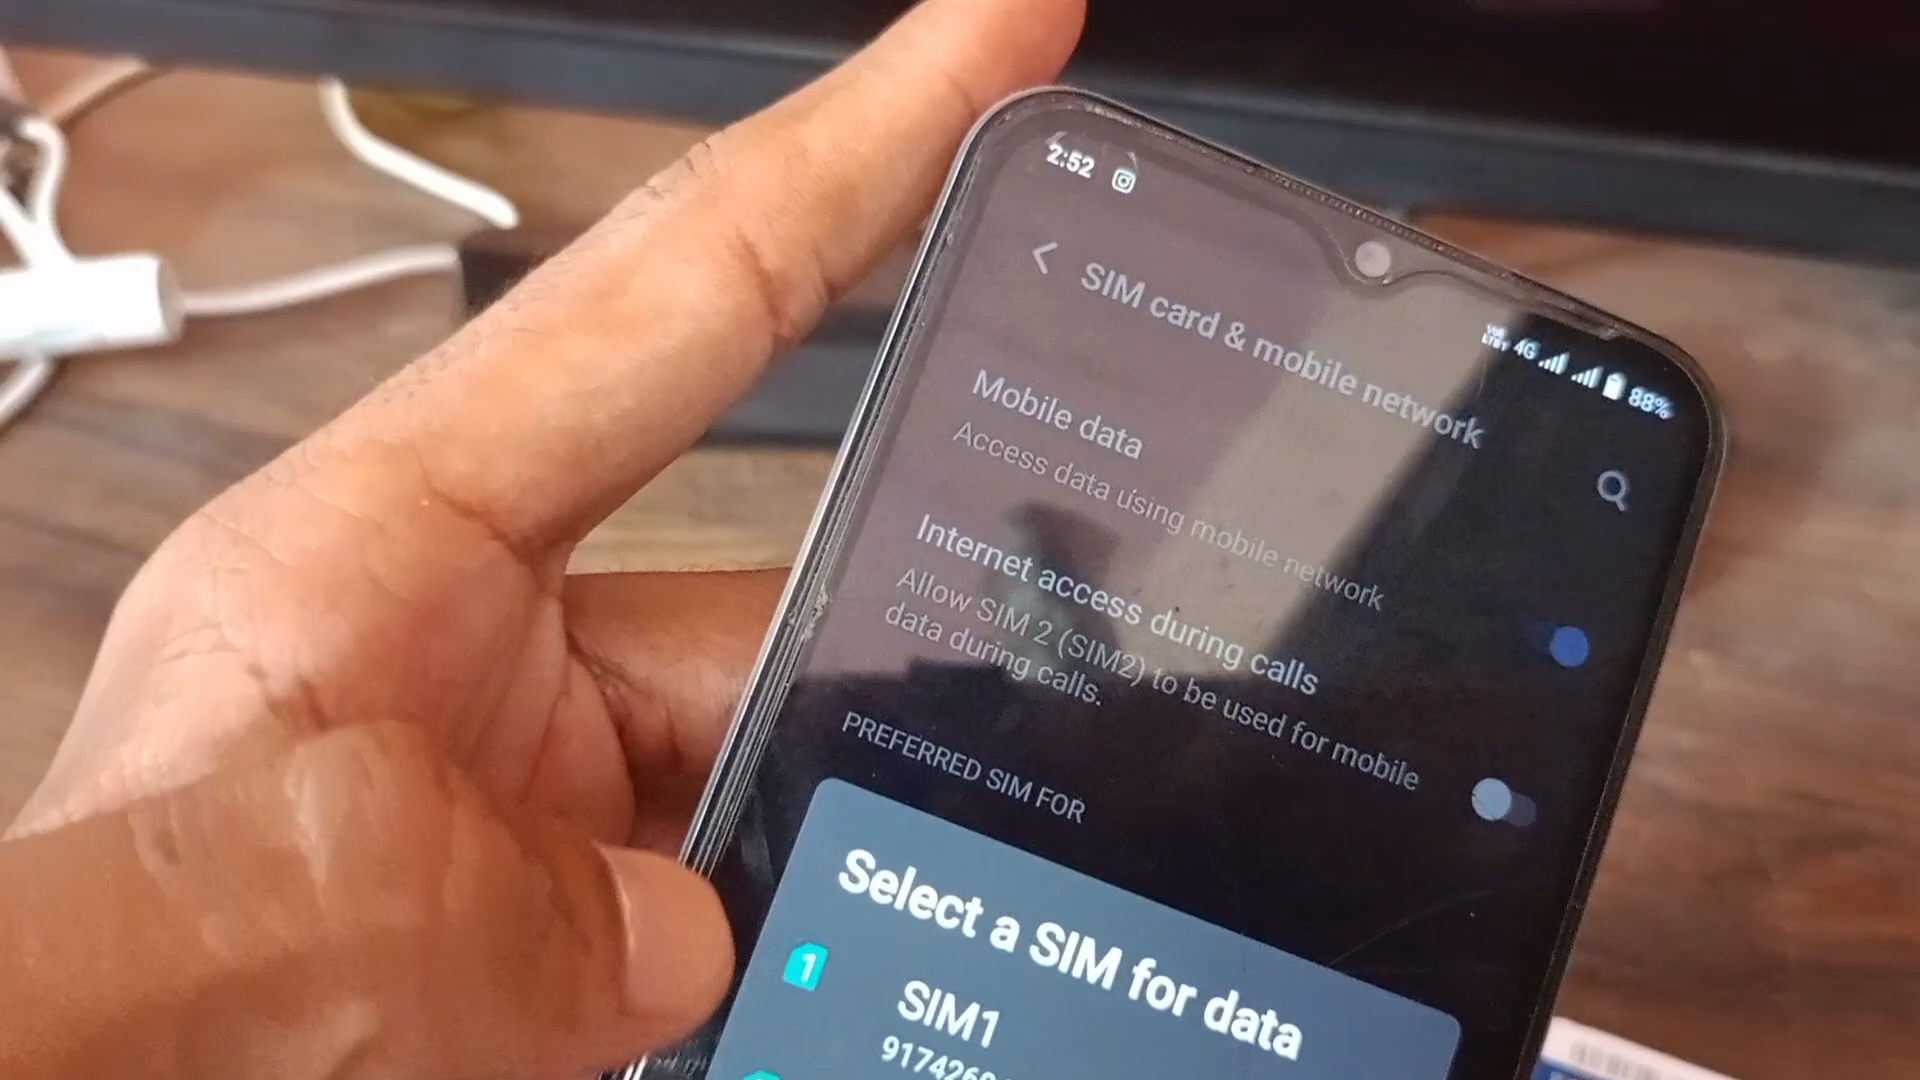 2:52
4G 88%
SIM card & mobile network
Mobile data
Access data using mobile network
Internet access during calls
Allow SIM 2 (SIM2) to be used for mobile
data during calls.
PREFERRED SIM FOR
Select a SIM for data
1
SIM1